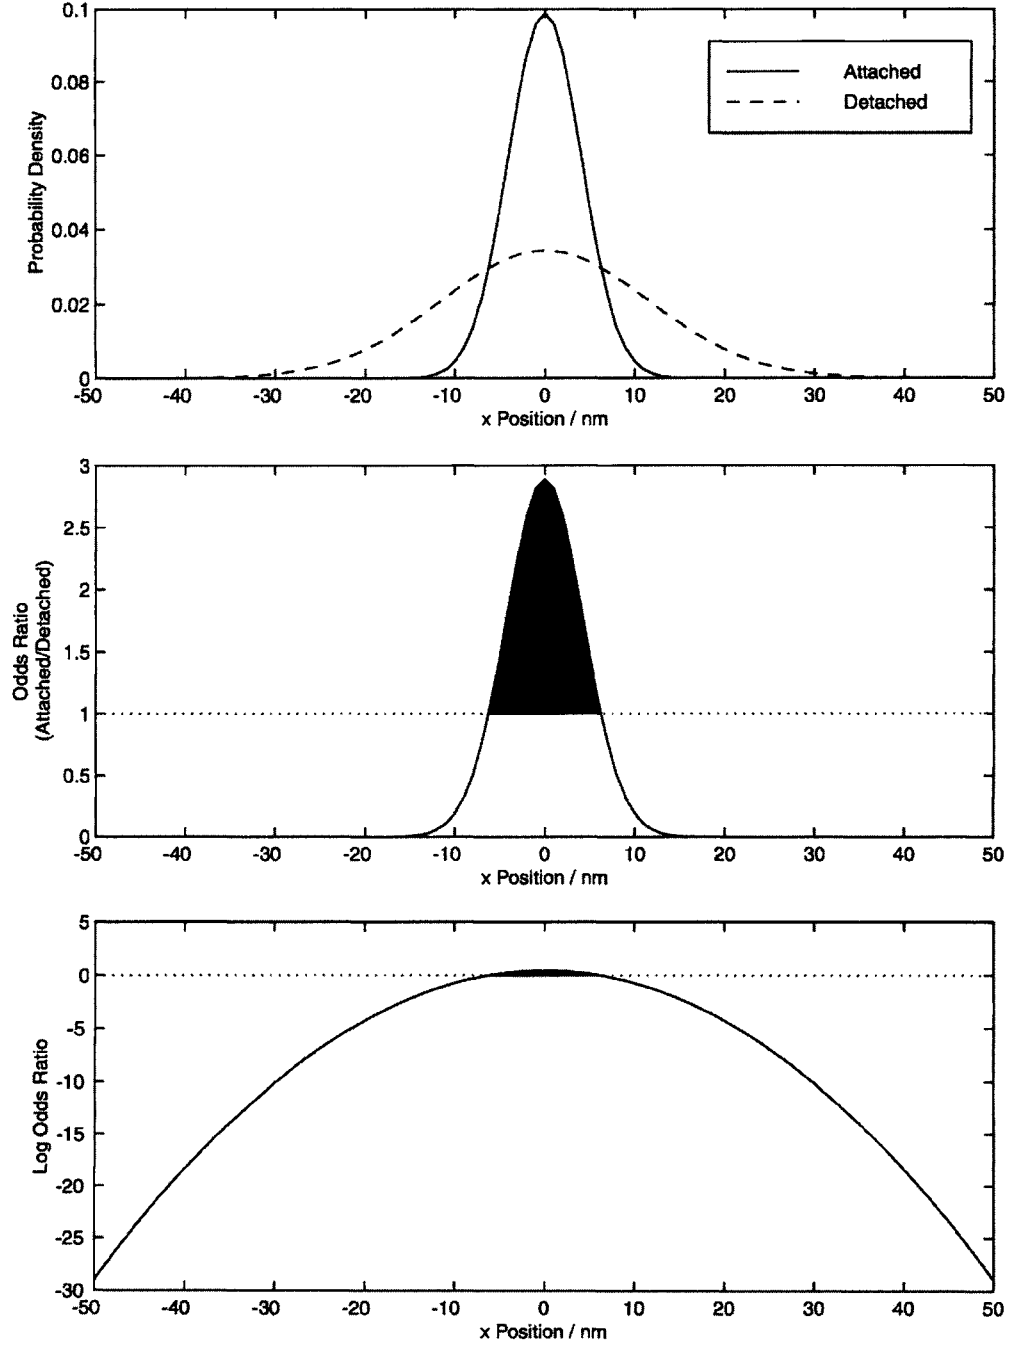 0.1
0.08
0.06
0.04
0.02
0
Probability Density
Attached
Detached
-50 -40 -30 -20 -10 0 10 20 30 40 50
x Position / nm
3
2.5
2
1.5
1
0.5
0
Odds Ratio
(Attached/Detached)
-50 -40 -30 -20 -10 0 10 20 30 40 50
x Position / nm
5
0
-5
-10
-15
-20
-25
-30
Log Odds Ratio
-50 -40 -30 -20 -10 0 10 20 30 40 50
x Position / nm